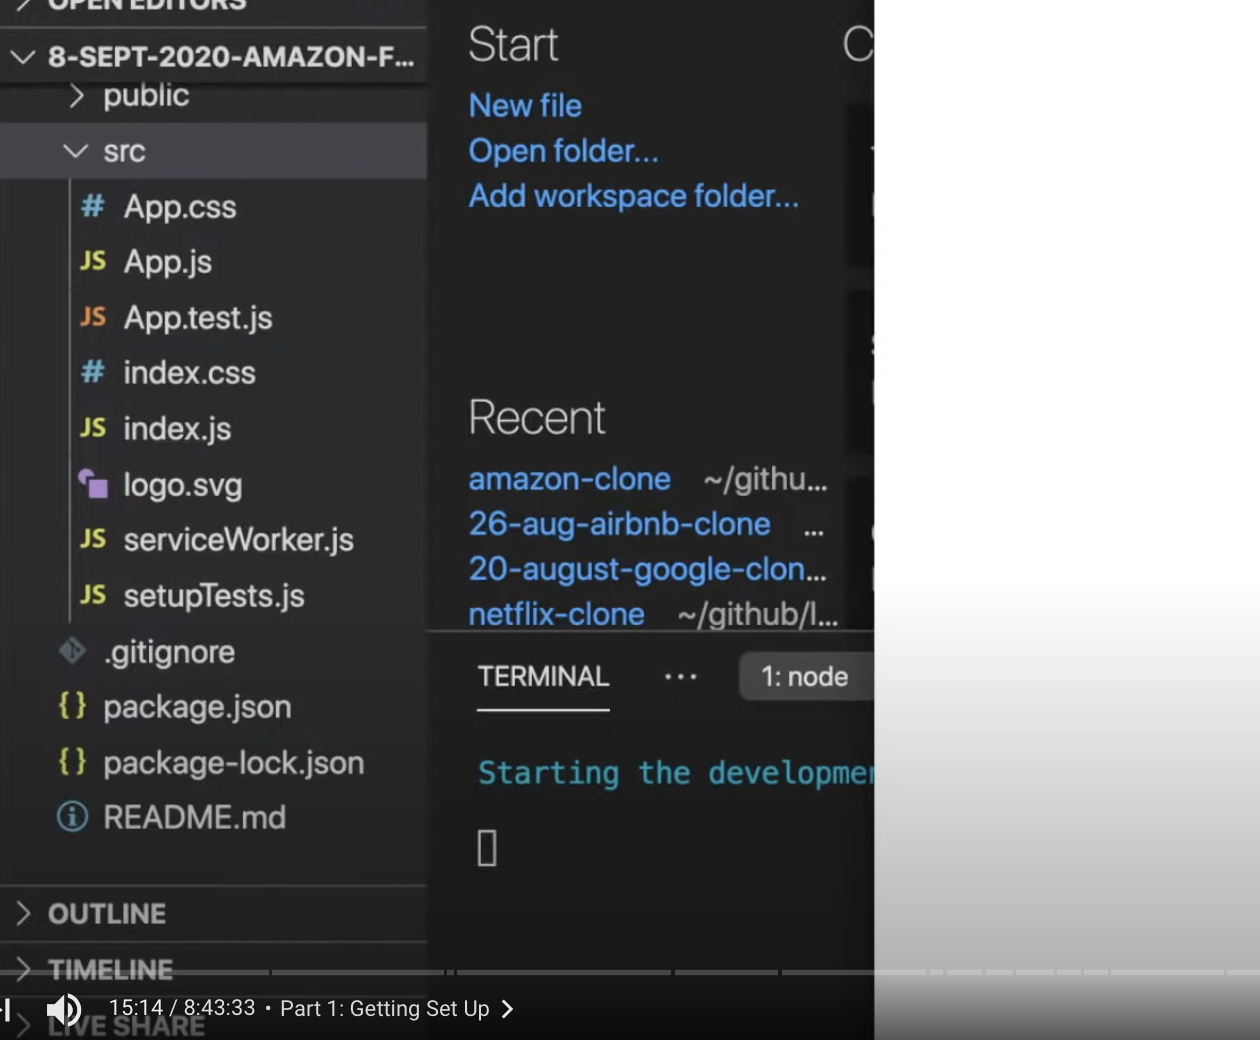 OPEN EDITORS
8-SEPT-2020-AMAZON-F...
public
src
App.css
App.js
App.test.js
index.css
index.js
logo.svg
serviceWorker.js
setupTests.js
.gitignore
package.json
package-lock.json
README.md
OUTLINE
TIMELINE
LIVE SHARE
Start
New file
Open folder...
Add workspace folder...
Recent
amazon-clone ~/githu...
26-aug-airbnb-clone ...
20-august-google-clon...
netflix-clone ~/github/l...
TERMINAL ... 1: node
Starting the developmen
15:14 / 8:43:33 • Part 1: Getting Set Up